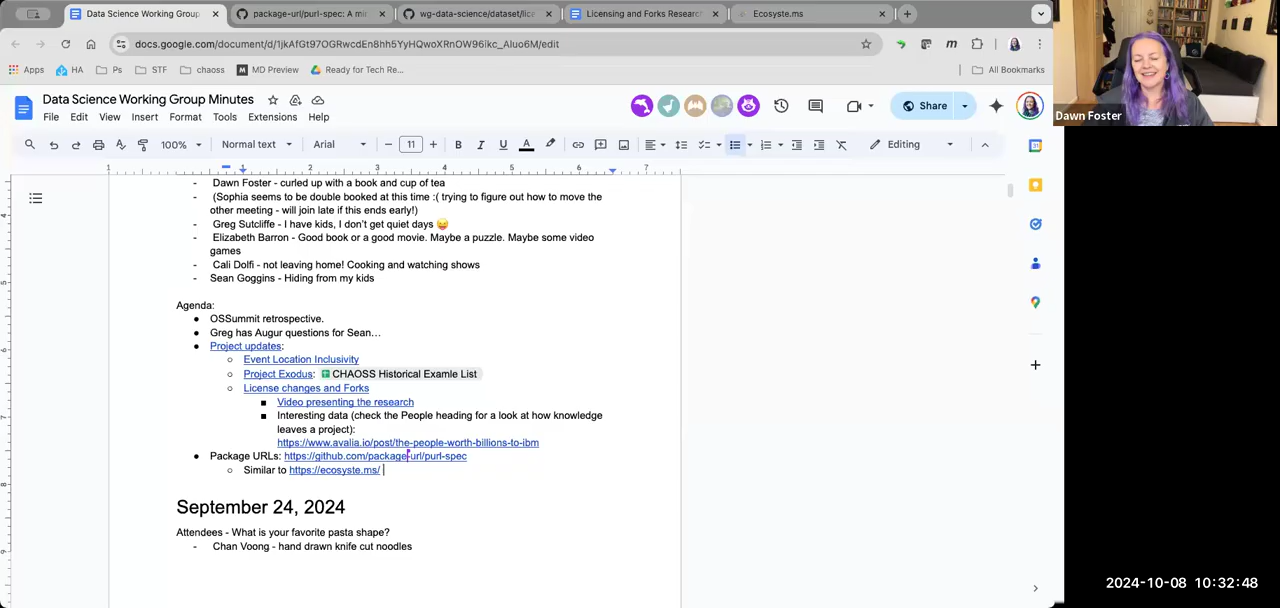 Data Science Working Group
package-url/purl-spec: A mi
wg-data-science/dataset/lice
Licensing and Forks Researc
Ecosyste.ms
docs.google.com/document/d/1jkAfGt97OGRwcdEn8hh5YyHQwoXRnOW96ikc_AIuo6M/edit
Apps
HA
Ps
STF
chaoss
MD Preview
Ready for Tech Re...
All Bookmarks
Dawn Foster
Data Science Working Group Minutes
Share
File Edit View Insert Format Tools Extensions Help
100%
Normal text
Arial
11
Editing
1 1 2 3 4 5 6 7
- Dawn Foster - curled up with a book and cup of tea
- (Sophia seems to be double booked at this time :( trying to figure out how to move the
other meeting - will join late if this ends early!)
- Greg Sutcliffe - I have kids, I don't get quiet days 😜
- Elizabeth Barron - Good book or a good movie. Maybe a puzzle. Maybe some video
games
- Cali Dolfi - not leaving home! Cooking and watching shows
- Sean Goggins - Hiding from my kids
Agenda:
● OSSummit retrospective.
● Greg has Augur questions for Sean…
● Project updates:
○ Event Location Inclusivity
○ Project Exodus: CHAOSS Historical Examle List
○ License changes and Forks
■ Video presenting the research
■ Interesting data (check the People heading for a look at how knowledge
leaves a project):
https://www.avalia.io/post/the-people-worth-billions-to-ibm
● Package URLs: https://github.com/package-url/purl-spec
○ Similar to https://ecosyste.ms/
September 24, 2024
Attendees - What is your favorite pasta shape?
- Chan Voong - hand drawn knife cut noodles
2024-10-08 10:32:48